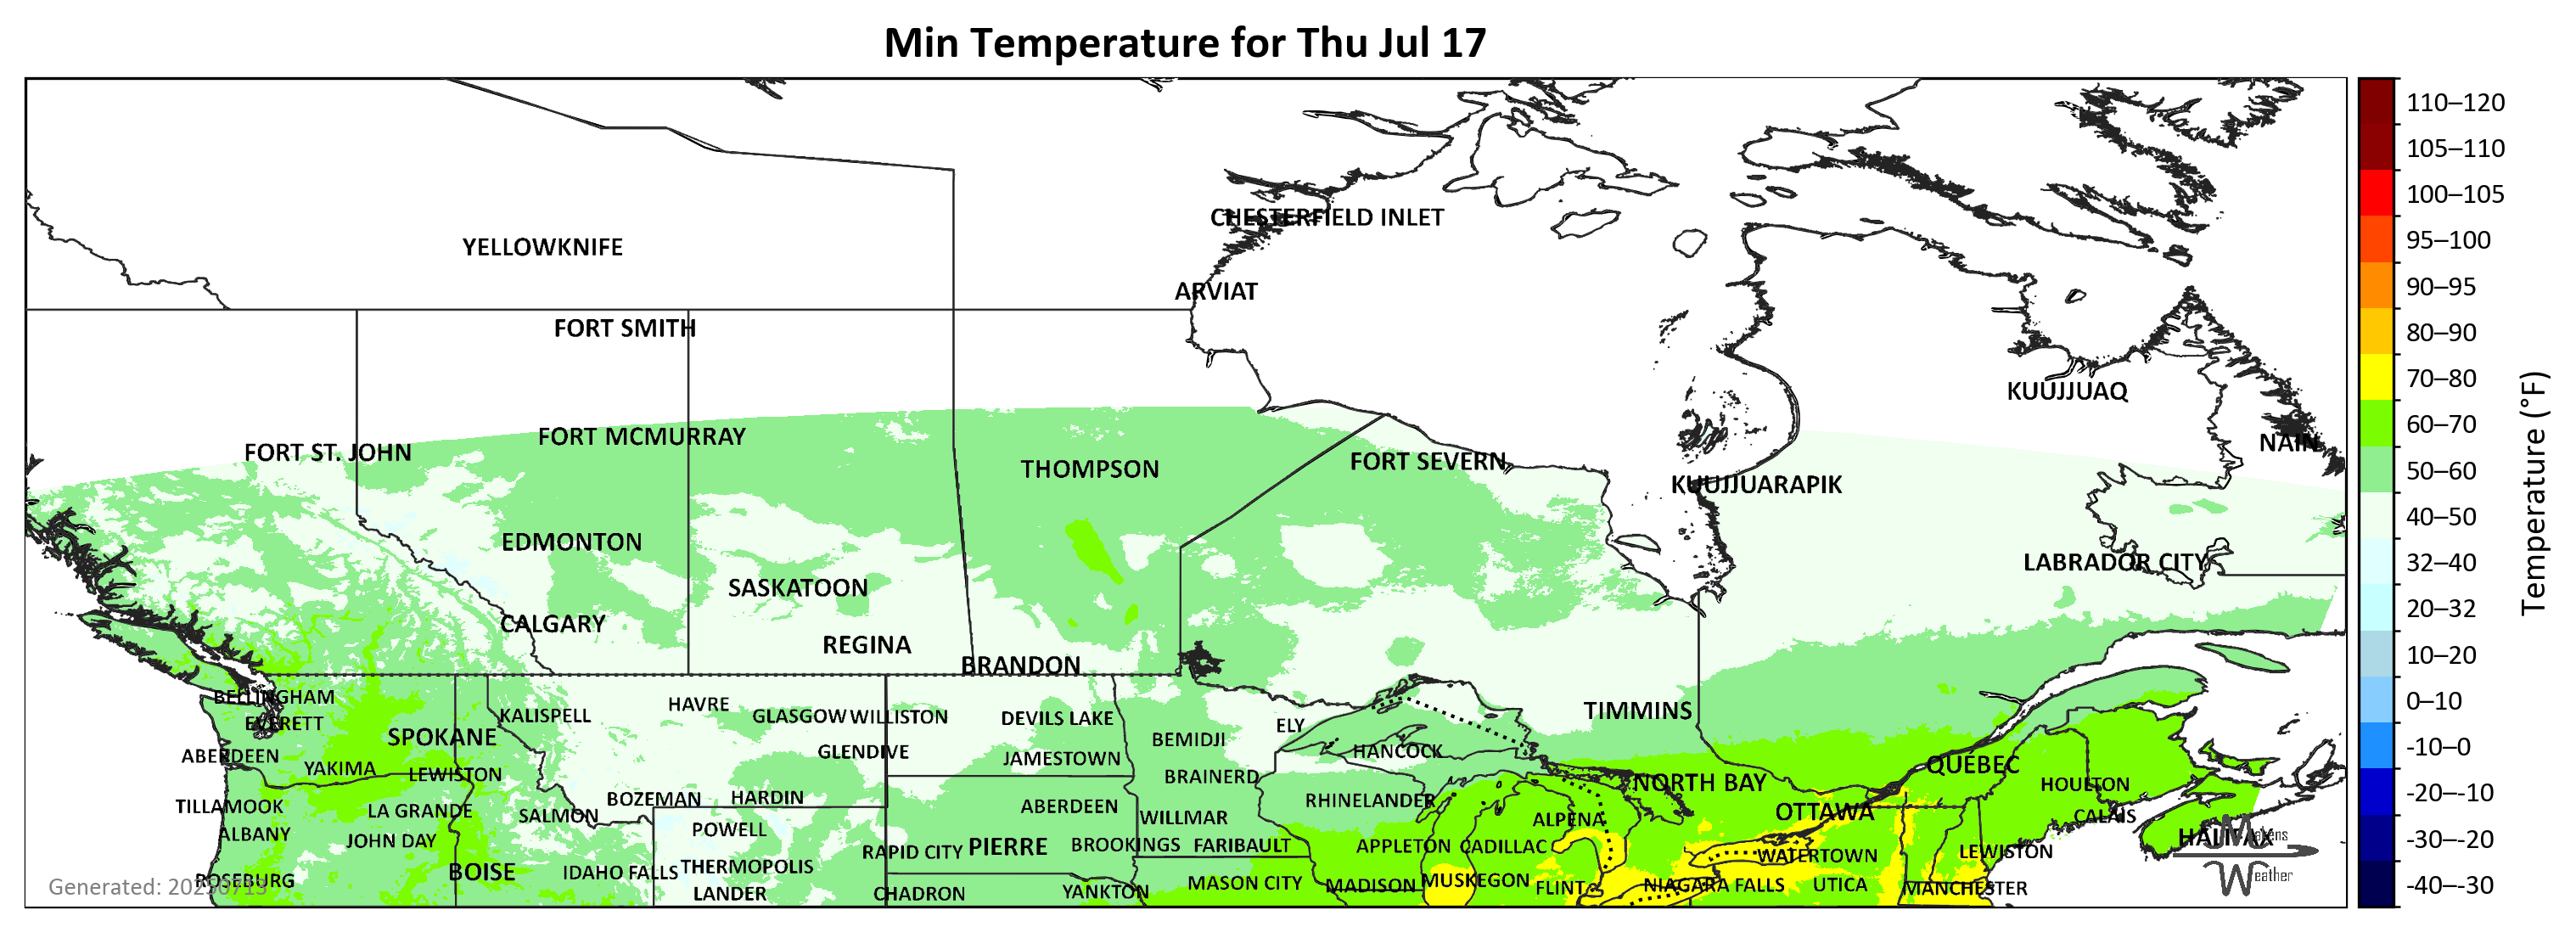 Min Temperature for Thu Jul 17
110–120
105–110
100–105
95–100
90–95
80–90
70–80
60–70
50–60
40–50
32–40
20–32
10–20
0–10
-10–0
-20–-10
-30–-20
-40–-30
Temperature (°F)
CHESTERFIELD INLET
YELLOWKNIFE
ARVIAT
FORT SMITH
KUUJJUAQ
FORT MCMURRAY
NAIN
FORT ST. JOHN
FORT SEVERN
THOMPSON
KUUJJUARAPIK
EDMONTON
LABRADOR CITY
SASKATOON
CALGARY
REGINA
BRANDON
BELLINGHAM
HAVRE
TIMMINS
KALISPELL
GLASGOW
WILLISTON
DEVILS LAKE
EVERETT
ELY
SPOKANE
BEMIDJI
HANCOCK
ABERDEEN
GLENDIVE
JAMESTOWN
QUÉBEC
YAKIMA
LEWISTON
BRAINERD
NORTH BAY
HOULTON
BOZEMAN
HARDIN
RHINELANDER
TILLAMOOK
LA GRANDE
SALMON
ABERDEEN
WILLMAR
ALPENA
OTTAWA
CALAIS
ALBANY
JOHN DAY
POWELL
HALIFAX
Makens
RAPID CITY
PIERRE
BROOKINGS
FARIBAULT
APPLETON
CADILLAC
WATERTOWN
LEWISTON
BOISE
IDAHO FALLS
THERMOPOLIS
Weather
ROSEBURG
Generated: 20250713
LANDER
CHADRON
YANKTON
MASON CITY
MADISON
MUSKEGON
FLINT
NIAGARA FALLS
UTICA
MANCHESTER